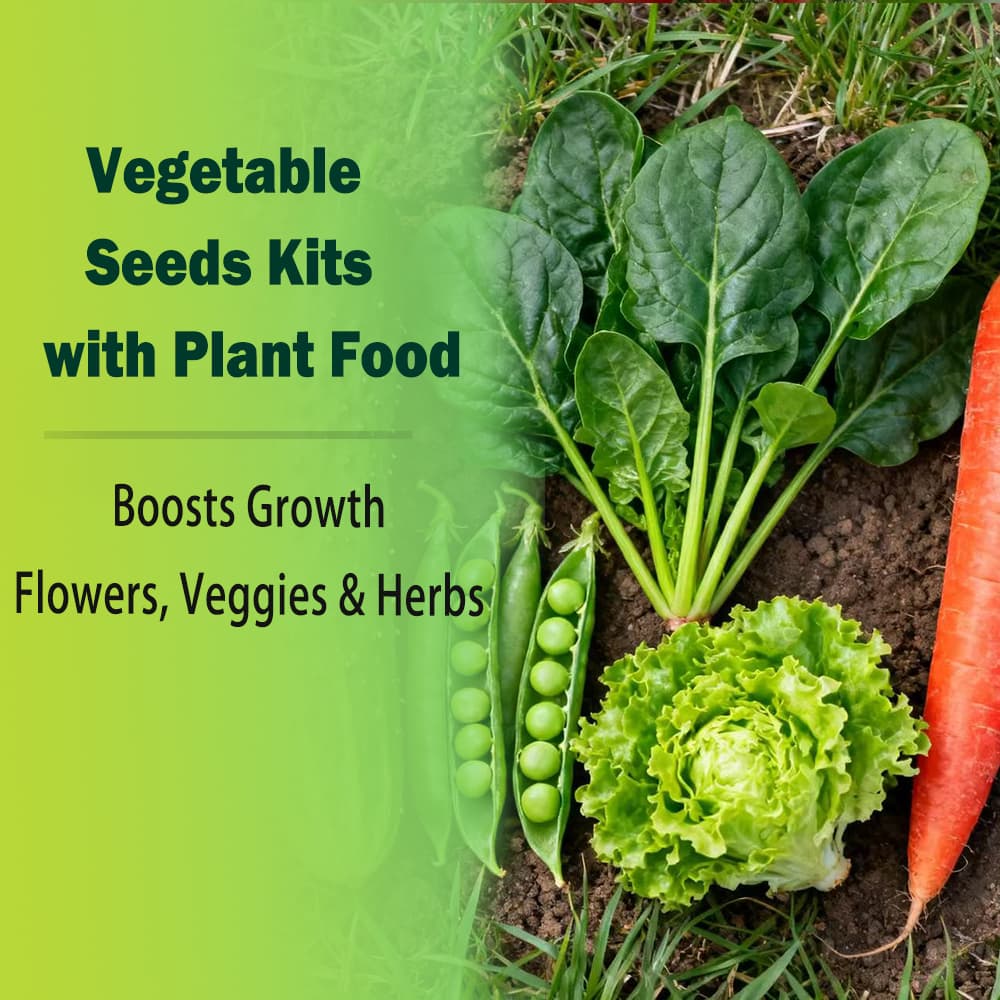 Vegetable
Seeds Kits
with Plant Food
Boosts Growth
Flowers, Veggies & Herbs